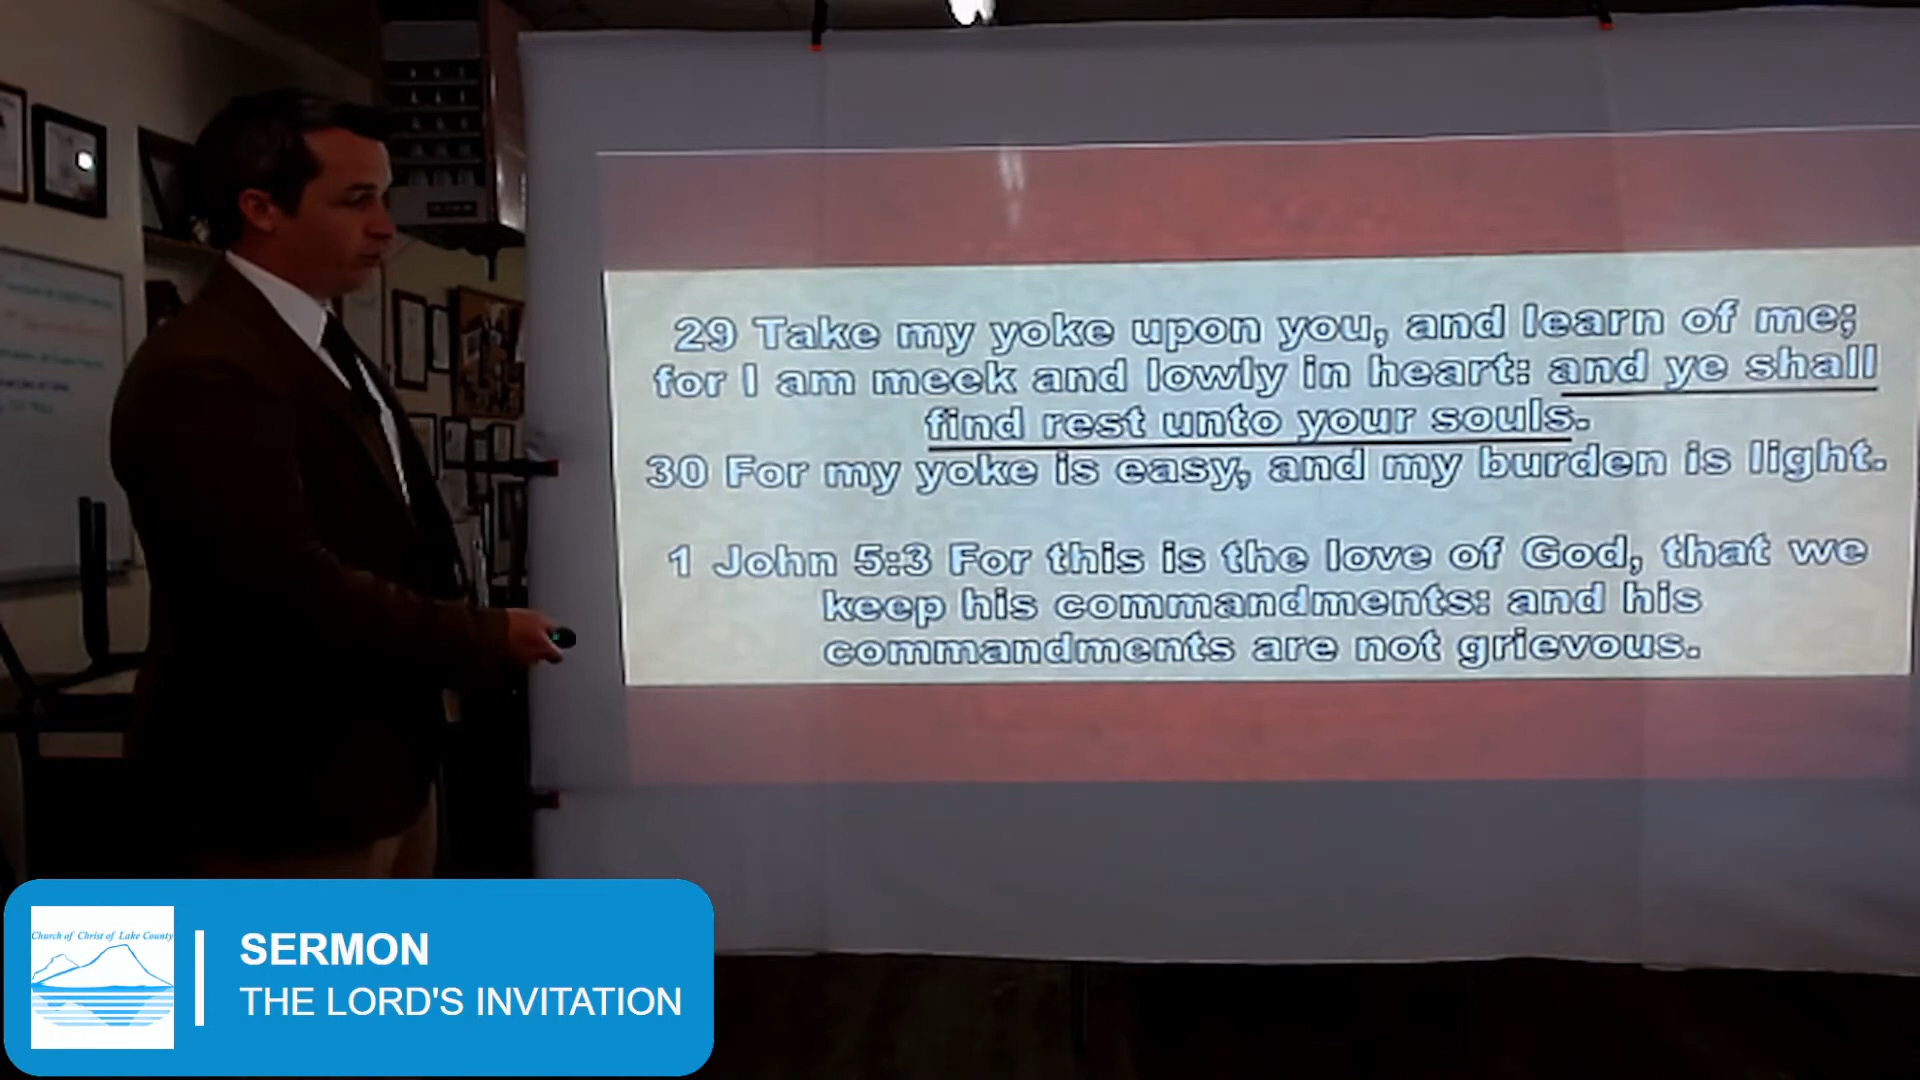 29 Take my yoke upon you, and learn of me;
for I am meek and lowly in heart: and ye shall
find rest unto your souls.
30 For my yoke is easy, and my burden is light.
1 John 5:3 For this is the love of God, that we
keep his commandments: and his
commandments are not grievous.
Church of Christ of Lake County
SERMON
THE LORD'S INVITATION